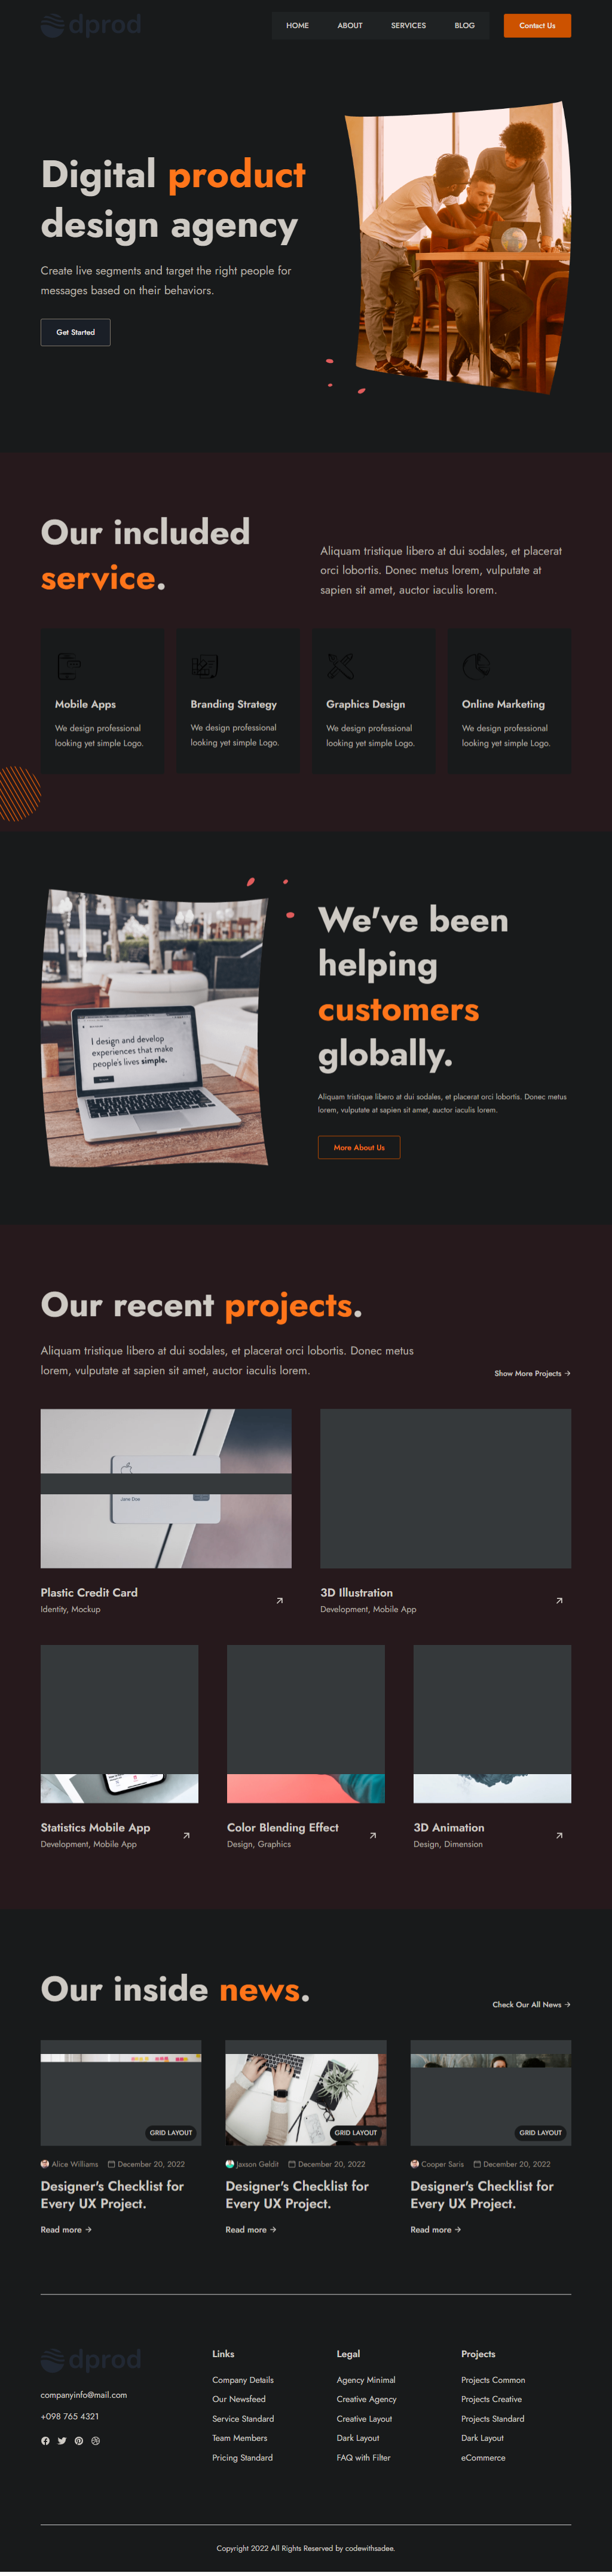 dprod
HOME ABOUT SERVICES BLOG Contact Us
Digital product
design agency
Create live segments and target the right people for
messages based on their behaviors.
Get Started
Our included
service.
Aliquam tristique libero at dui sodales, et placerat
orci lobortis. Donec metus lorem, vulputate at
sapien sit amet, auctor iaculis lorem.
Mobile Apps
We design professional
looking yet simple Logo.
Branding Strategy
We design professional
looking yet simple Logo.
Graphics Design
We design professional
looking yet simple Logo.
Online Marketing
We design professional
looking yet simple Logo.
I design and develop
experiences that make
people's lives simple.
We've been
helping
customers
globally.
Aliquam tristique libero at dui sodales, et placerat orci lobortis. Donec metus
lorem, vulputate at sapien sit amet, auctor iaculis lorem.
More About Us
Our recent projects.
Aliquam tristique libero at dui sodales, et placerat orci lobortis. Donec metus
lorem, vulputate at sapien sit amet, auctor iaculis lorem.
Show More Projects →
Jane Doe
Plastic Credit Card
Identity, Mockup
3D Illustration
Development, Mobile App
Statistics Mobile App
Development, Mobile App
Color Blending Effect
Design, Graphics
3D Animation
Design, Dimension
Our inside news.
Check Our All News →
GRID LAYOUT
Alice Williams December 20, 2022
Designer's Checklist for
Every UX Project.
Read more →
GRID LAYOUT
Jaxson Geldit December 20, 2022
Designer's Checklist for
Every UX Project.
Read more →
GRID LAYOUT
Cooper Saris December 20, 2022
Designer's Checklist for
Every UX Project.
Read more →
dprod
companyinfo@mail.com
+098 765 4321
Links
Company Details
Our Newsfeed
Service Standard
Team Members
Pricing Standard
Legal
Agency Minimal
Creative Agency
Creative Layout
Dark Layout
FAQ with Filter
Projects
Projects Common
Projects Creative
Projects Standard
Dark Layout
eCommerce
Copyright 2022 All Rights Reserved by codewithsadee.